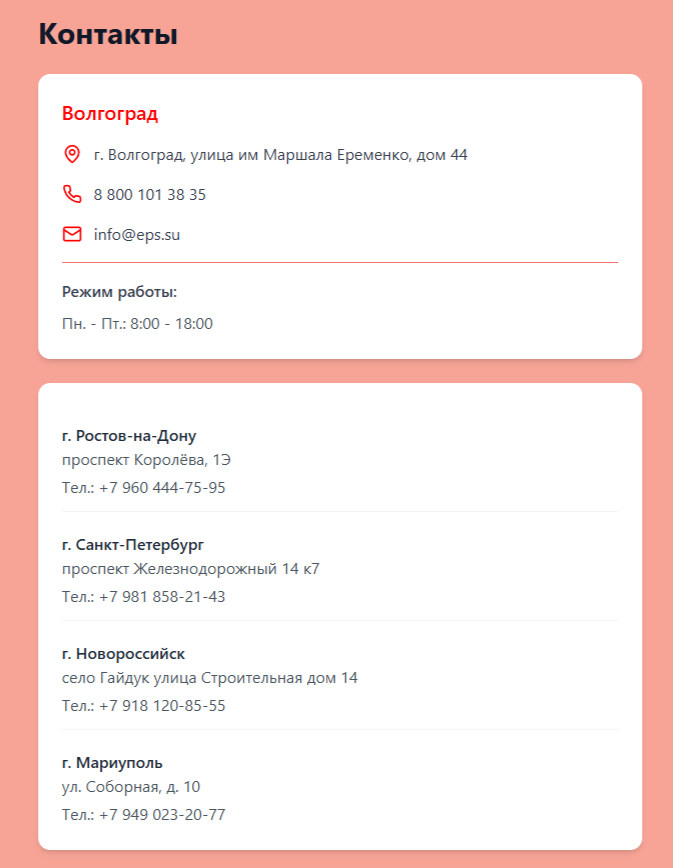 Контакты
Волгоград
г. Волгоград, улица им Маршала Еременко, дом 44
8 800 101 38 35
info@eps.su
Режим работы:
Пн. - Пт.: 8:00 - 18:00
г. Ростов-на-Дону
проспект Королёва, 1Э
Тел.: +7 960 444-75-95
г. Санкт-Петербург
проспект Железнодорожный 14 к7
Тел.: +7 981 858-21-43
г. Новороссийск
село Гайдук улица Строительная дом 14
Тел.: +7 918 120-85-55
г. Мариуполь
ул. Соборная, д. 10
Тел.: +7 949 023-20-77